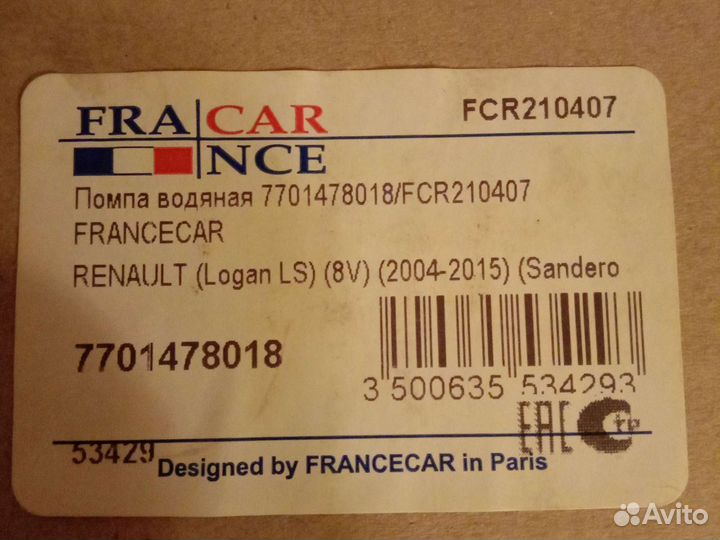 FRA CAR
NCE
FCR210407
Помпа водяная 7701478018/FCR210407
FRANCECAR
RENAULT (Logan LS) (8V) (2004-2015) (Sandero
7701478018
3 500635 534293
EAC
53429
Designed by FRANCECAR in Paris
Avito